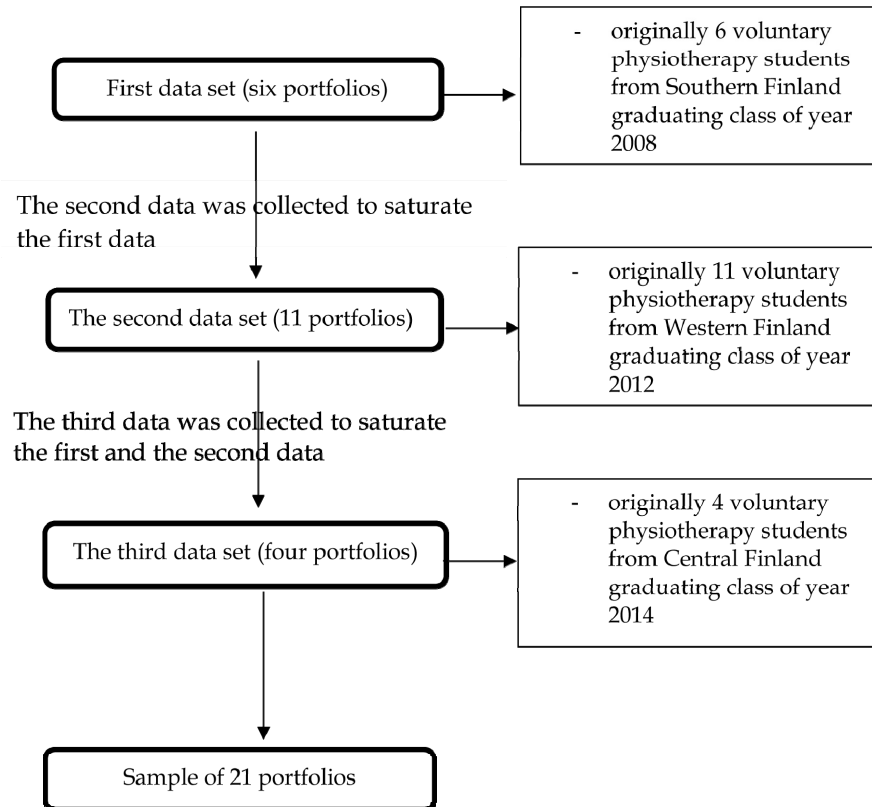 First data set (six portfolios)
- originally 6 voluntary
physiotherapy students
from Southern Finland
graduating class of year
2008
The second data was collected to saturate
the first data
The second data set (11 portfolios)
- originally 11 voluntary
physiotherapy students
from Western Finland
graduating class of year
2012
The third data was collected to saturate
the first and the second data
The third data set (four portfolios)
- originally 4 voluntary
physiotherapy students
from Central Finland
graduating class of year
2014
Sample of 21 portfolios